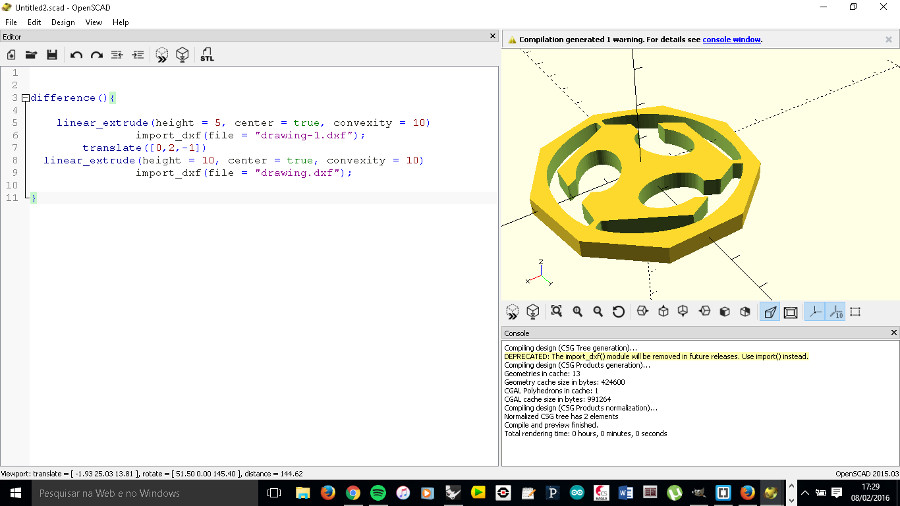 Untitled2.scad - OpenSCAD
File Edit Design View Help
Editor
Compilation generated 1 warning. For details see console window.
STL
1
2
3 difference(){
4
5 linear_extrude(height = 5, center = true, convexity = 10)
6 import_dxf(file = "drawing-1.dxf");
7 translate([0,2,-1])
8 linear_extrude(height = 10, center = true, convexity = 10)
9 import_dxf(file = "drawing.dxf");
10
11 }
z
x
y
10
Console
Compiling design (CSG Tree generation)...
DEPRECATED: The import_dxf() module will be removed in future releases. Use import() instead.
Compiling design (CSG Products generation)...
Geometries in cache: 13
Geometry cache size in bytes: 424600
CGAL Polyhedrons in cache: 1
CGAL cache size in bytes: 991264
Compiling design (CSG Products normalization)...
Normalized CSG tree has 2 elements
Compile and preview finished.
Total rendering time: 0 hours, 0 minutes, 0 seconds
Viewport: translate = [ -1.93 25.03 13.81 ], rotate = [ 51.50 0.00 145.40 ], distance = 144.62
OpenSCAD 2015.03
Pesquisar na Web e no Windows
17:29
08/02/2016